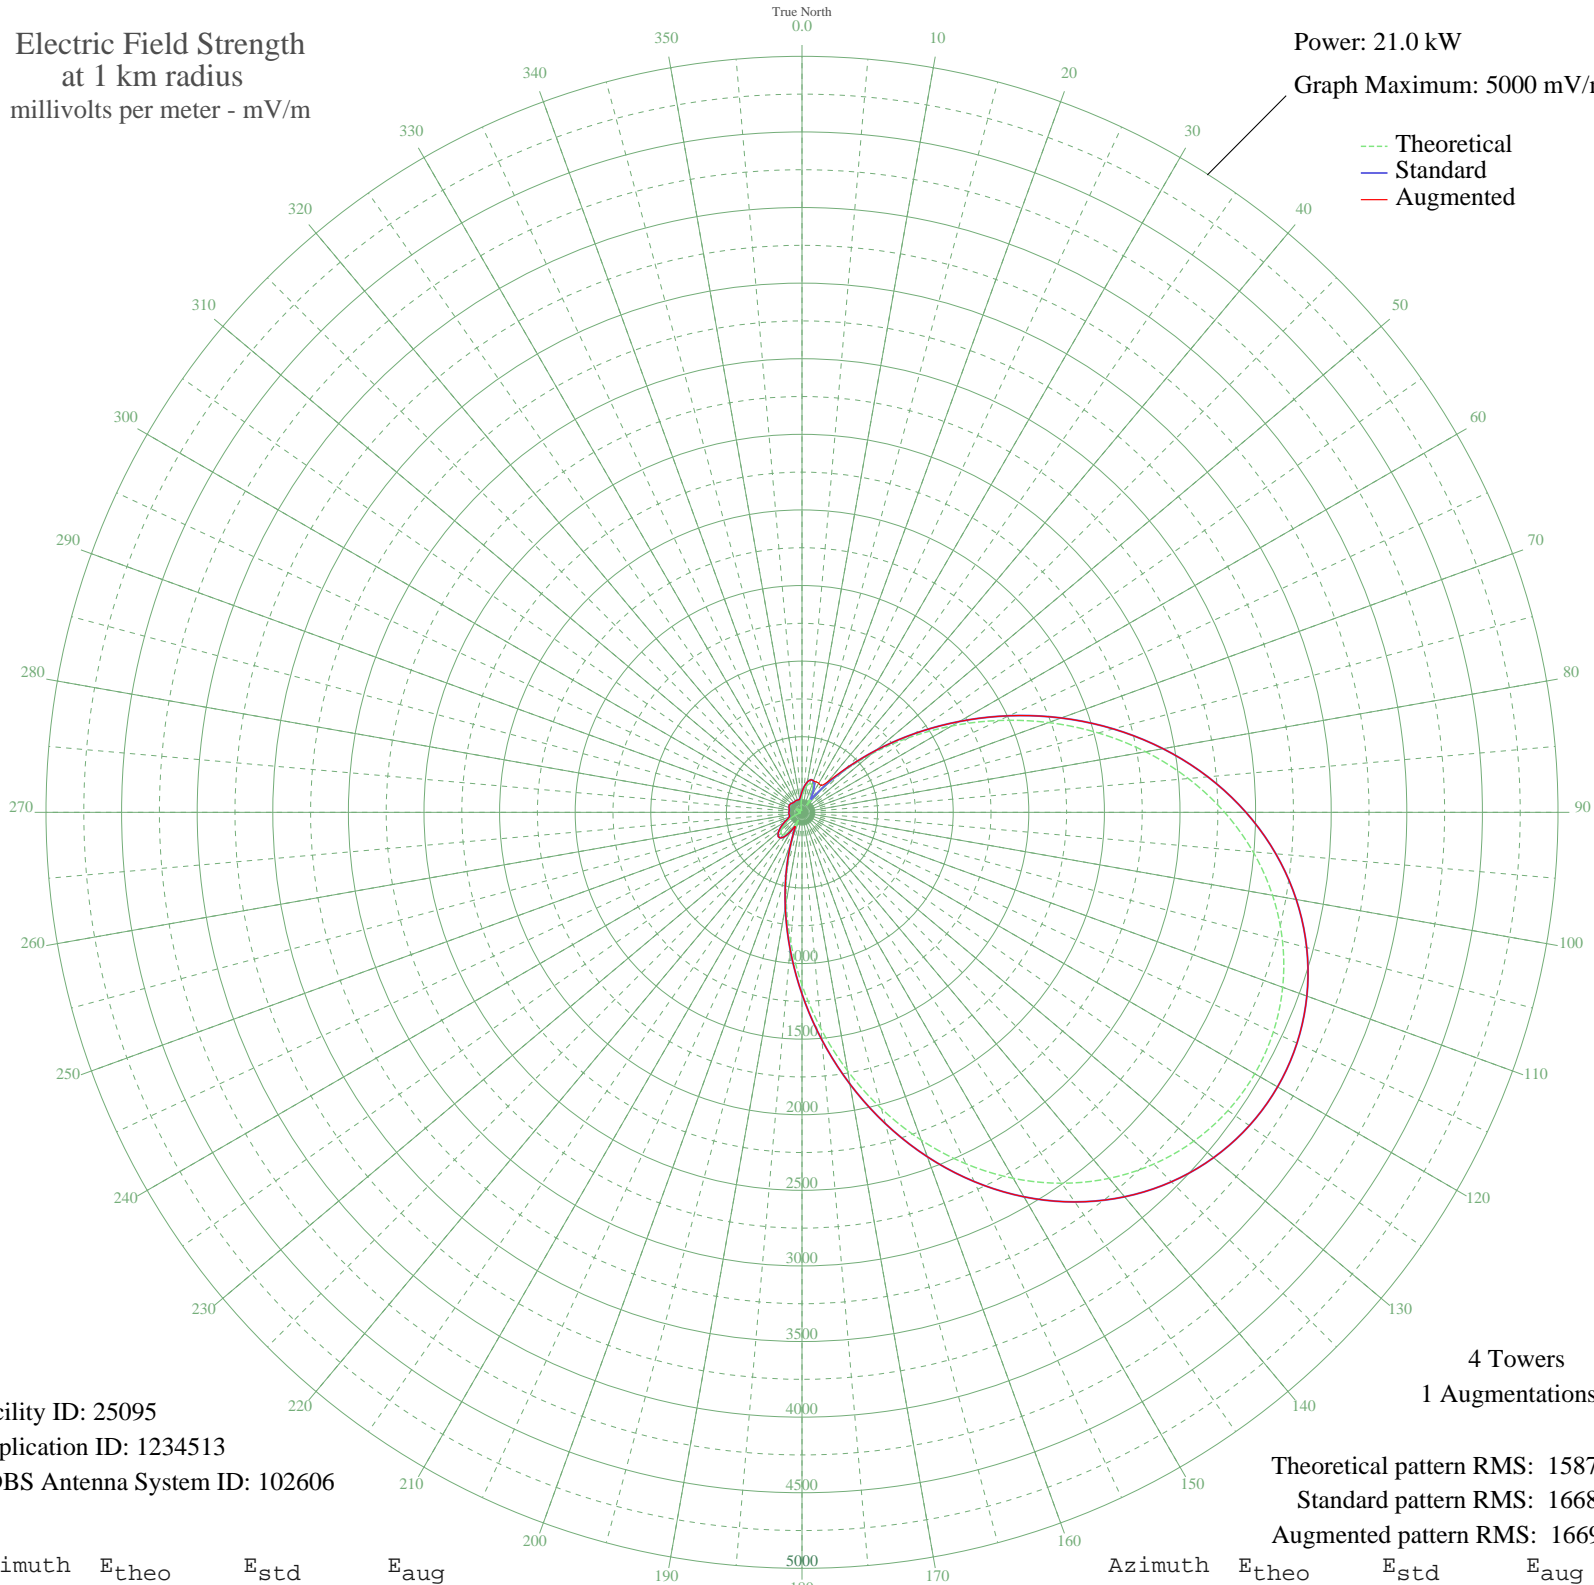 True North
0.0
Electric Field Strength
at 1 km radius
millivolts per meter - mV/m
Power: 21.0 kW
Graph Maximum: 5000 mV/m
Theoretical
Standard
Augmented
10
20
30
40
50
60
70
80
90
100
110
120
130
140
150
160
170
190
200
210
220
230
240
250
260
270
280
290
300
310
320
330
340
350
1000
1500
2000
2500
3000
3500
4000
4500
5000
4 Towers
1 Augmentations
cility ID: 25095
plication ID: 1234513
DBS Antenna System ID: 102606
Theoretical pattern RMS: 1587
Standard pattern RMS: 1668
Augmented pattern RMS: 1669
imuth Etheo Estd Eaug
Azimuth Etheo Estd Eaug